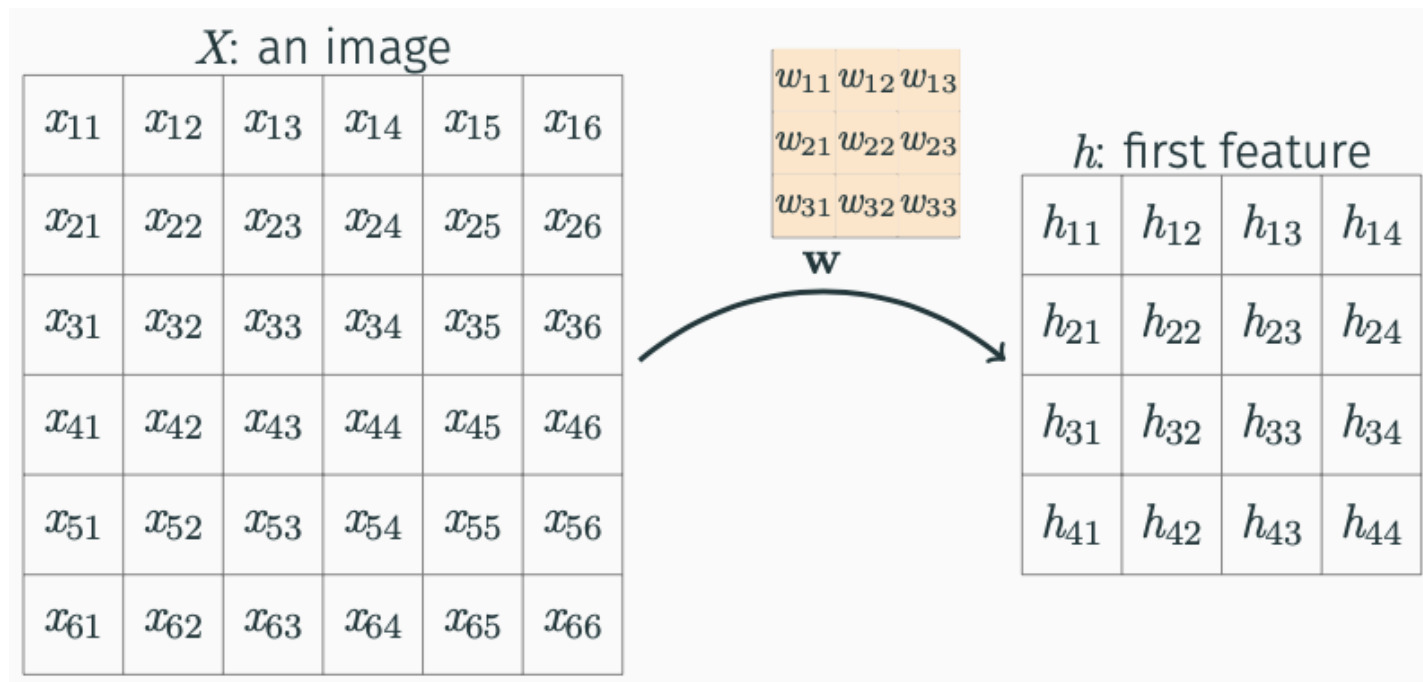 X: an image
x11 x12 x13 x14 x15 x16
x21 x22 x23 x24 x25 x26
x31 x32 x33 x34 x35 x36
x41 x42 x43 x44 x45 x46
x51 x52 x53 x54 x55 x56
x61 x62 x63 x64 x65 x66
w11 w12 w13
w21 w22 w23
w31 w32 w33
w
h: first feature
h11 h12 h13 h14
h21 h22 h23 h24
h31 h32 h33 h34
h41 h42 h43 h44